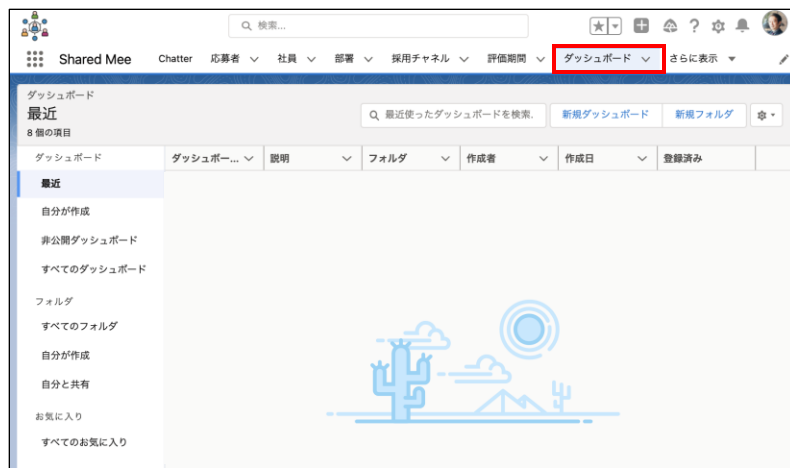 検索...
Shared Mee Chatter 応募者 社員 部署 採用チャネル 評価期間 ダッシュボード さらに表示
ダッシュボード
最近
8 個の項目
最近使ったダッシュボードを検索.
新規ダッシュボード 新規フォルダ
ダッシュボード
最近
自分が作成
非公開ダッシュボード
すべてのダッシュボード
フォルダ
すべてのフォルダ
自分が作成
自分と共有
お気に入り
すべてのお気に入り
ダッシュボー... 説明 フォルダ 作成者 作成日 登録済み